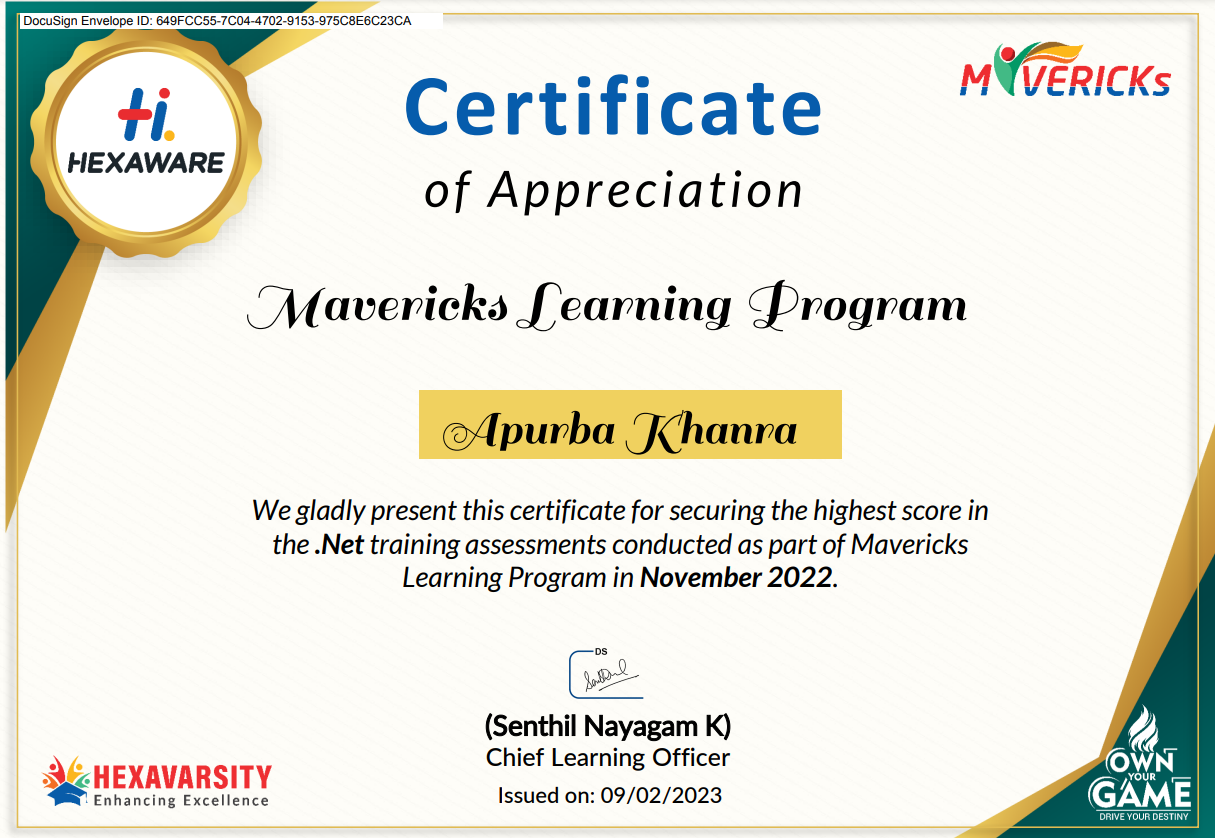 DocuSign Envelope ID: 649FCC55-7C04-4702-9153-975C8E6C23CA
Hi.
HEXAWARE
MAVERICKs
Certificate
of Appreciation
Mavericks Learning Program
Apurba Khanra
We gladly present this certificate for securing the highest score in
the .Net training assessments conducted as part of Mavericks
Learning Program in November 2022.
DS
(Senthil Nayagam K)
Chief Learning Officer
Issued on: 09/02/2023
HEXAVARSITY
Enhancing Excellence
OWN
YOUR
GAME
DRIVE YOUR DESTINY